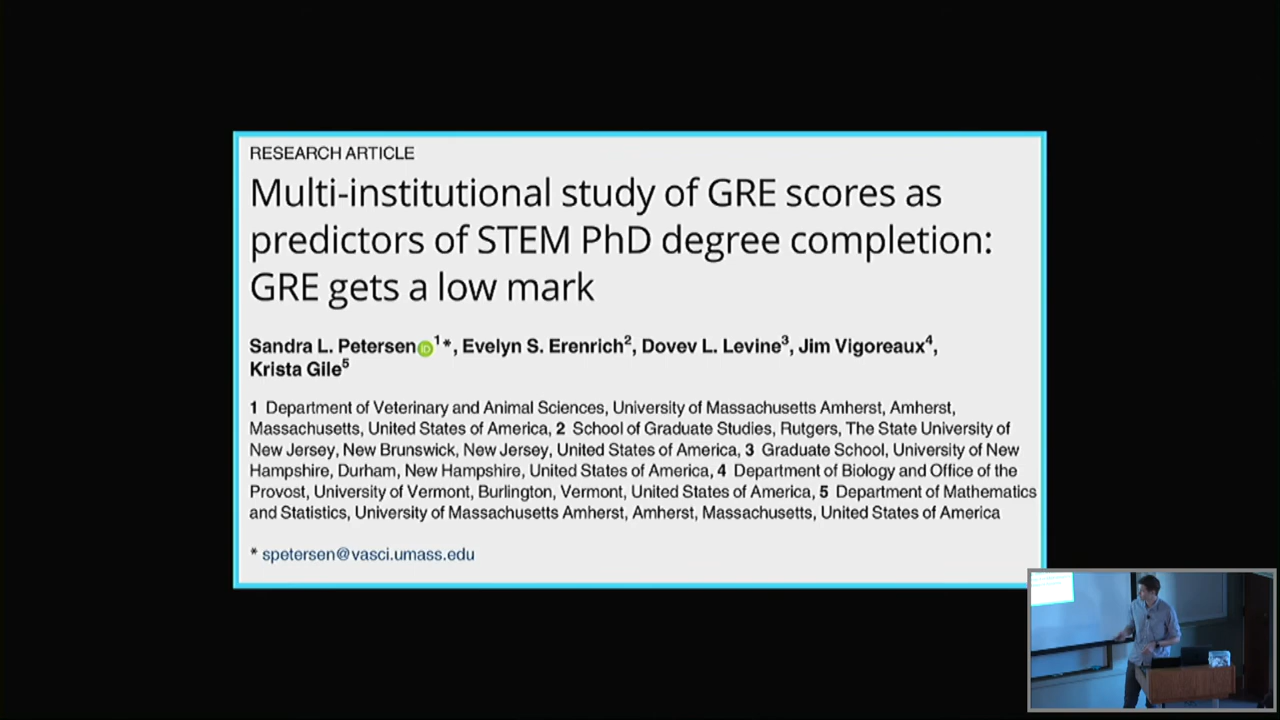 RESEARCH ARTICLE
Multi-institutional study of GRE scores as
predictors of STEM PhD degree completion:
GRE gets a low mark
Sandra L. Petersen iD 1*, Evelyn S. Erenrich2, Dovev L. Levine3, Jim Vigoreaux4,
Krista Gile5
1 Department of Veterinary and Animal Sciences, University of Massachusetts Amherst, Amherst,
Massachusetts, United States of America, 2 School of Graduate Studies, Rutgers, The State University of
New Jersey, New Brunswick, New Jersey, United States of America, 3 Graduate School, University of New
Hampshire, Durham, New Hampshire, United States of America, 4 Department of Biology and Office of the
Provost, University of Vermont, Burlington, Vermont, United States of America, 5 Department of Mathematics
and Statistics, University of Massachusetts Amherst, Amherst, Massachusetts, United States of America
* spetersen@vasci.umass.edu